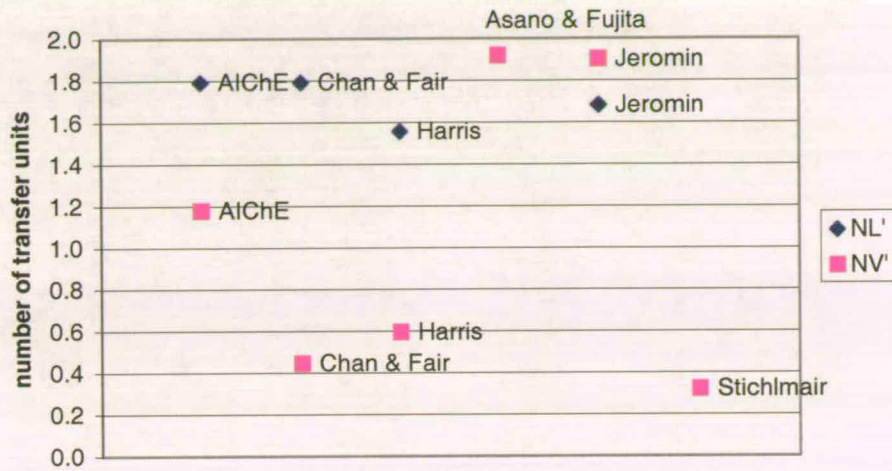 Asano & Fujita
2.0
Jeromin
1.8
AIChE
Chan & Fair
Jeromin
1.6
Harris
1.4
1.2
AIChE
1.0
0.8
0.6
Harris
Chan & Fair
0.4
Stichlmair
0.2
0.0
number of transfer units
NL'
NV'